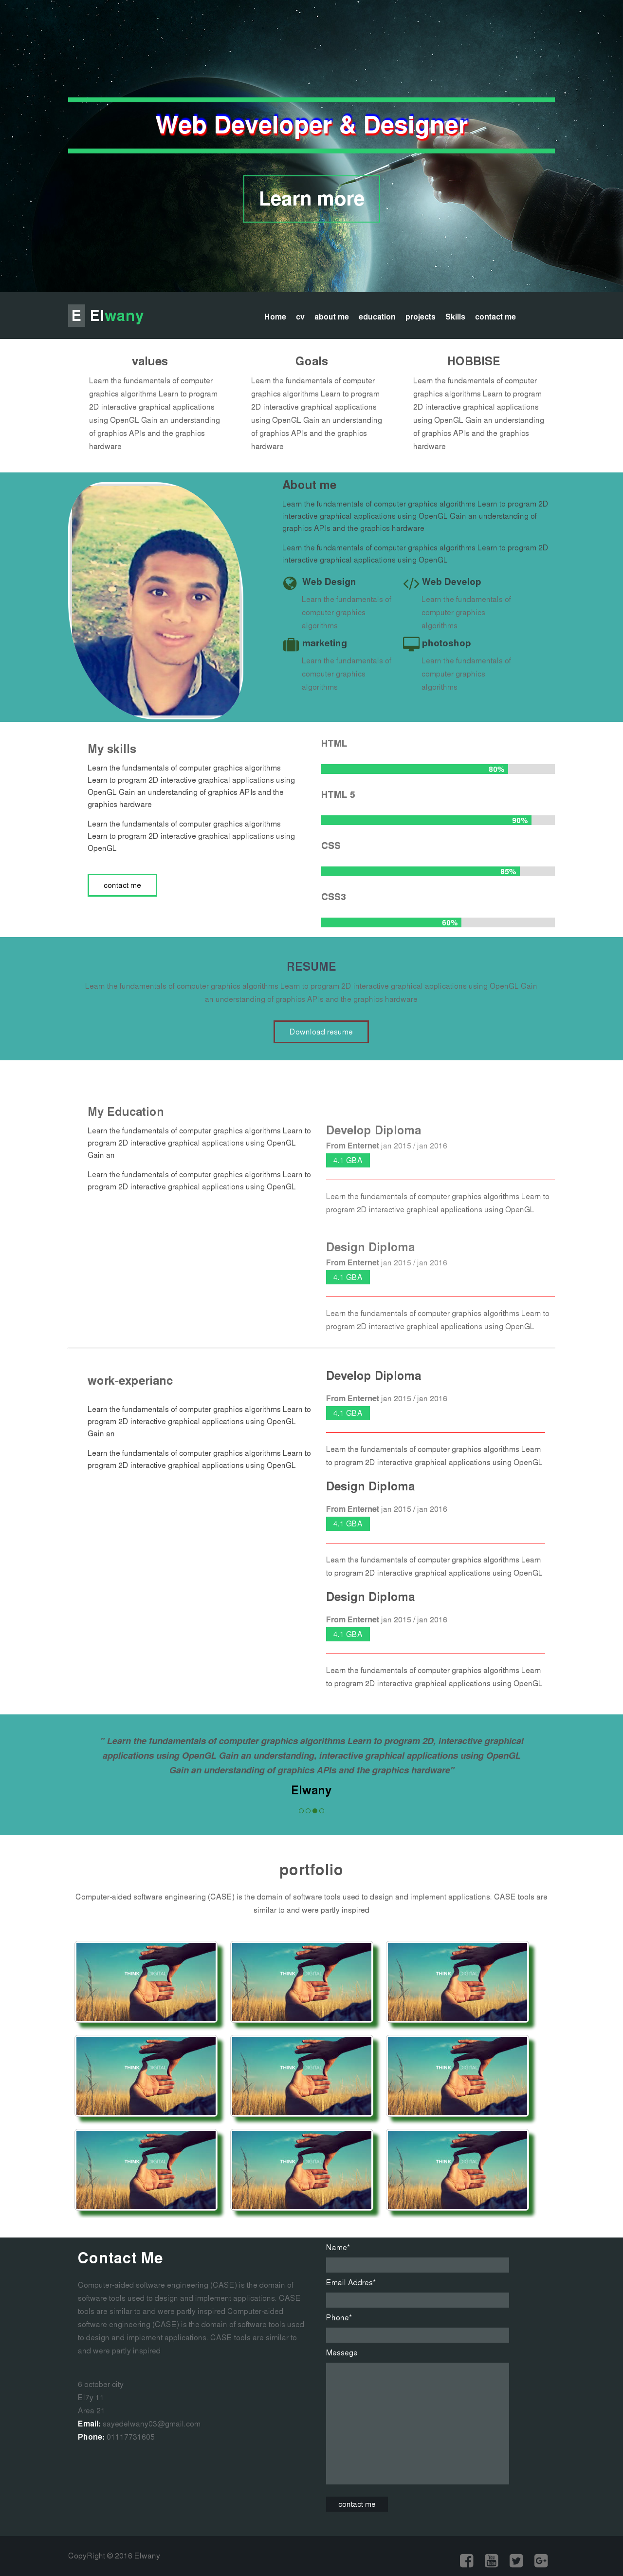 Web Developer & Designer
Learn more
E Elwany
Home cv about me education projects Skills contact me
values
Learn the fundamentals of computer
graphics algorithms Learn to program
2D interactive graphical applications
using OpenGL Gain an understanding
of graphics APIs and the graphics
hardware
Goals
Learn the fundamentals of computer
graphics algorithms Learn to program
2D interactive graphical applications
using OpenGL Gain an understanding
of graphics APIs and the graphics
hardware
HOBBISE
Learn the fundamentals of computer
graphics algorithms Learn to program
2D interactive graphical applications
using OpenGL Gain an understanding
of graphics APIs and the graphics
hardware
About me
Learn the fundamentals of computer graphics algorithms Learn to program 2D
interactive graphical applications using OpenGL Gain an understanding of
graphics APIs and the graphics hardware
Learn the fundamentals of computer graphics algorithms Learn to program 2D
interactive graphical applications using OpenGL
Web Design
Learn the fundamentals of
computer graphics
algorithms
Web Develop
Learn the fundamentals of
computer graphics
algorithms
marketing
Learn the fundamentals of
computer graphics
algorithms
photoshop
Learn the fundamentals of
computer graphics
algorithms
My skills
Learn the fundamentals of computer graphics algorithms
Learn to program 2D interactive graphical applications using
OpenGL Gain an understanding of graphics APIs and the
graphics hardware
Learn the fundamentals of computer graphics algorithms
Learn to program 2D interactive graphical applications using
OpenGL
contact me
HTML
80%
HTML 5
90%
CSS
85%
CSS3
60%
RESUME
Learn the fundamentals of computer graphics algorithms Learn to program 2D interactive graphical applications using OpenGL Gain
an understanding of graphics APIs and the graphics hardware
Download resume
My Education
Learn the fundamentals of computer graphics algorithms Learn to
program 2D interactive graphical applications using OpenGL
Gain an
Learn the fundamentals of computer graphics algorithms Learn to
program 2D interactive graphical applications using OpenGL
Develop Diploma
From Enternet jan 2015 / jan 2016
4.1 GBA
Learn the fundamentals of computer graphics algorithms Learn to
program 2D interactive graphical applications using OpenGL
Design Diploma
From Enternet jan 2015 / jan 2016
4.1 GBA
Learn the fundamentals of computer graphics algorithms Learn to
program 2D interactive graphical applications using OpenGL
work-experianc
Learn the fundamentals of computer graphics algorithms Learn to
program 2D interactive graphical applications using OpenGL
Gain an
Learn the fundamentals of computer graphics algorithms Learn to
program 2D interactive graphical applications using OpenGL
Develop Diploma
From Enternet jan 2015 / jan 2016
4.1 GBA
Learn the fundamentals of computer graphics algorithms Learn
to program 2D interactive graphical applications using OpenGL
Design Diploma
From Enternet jan 2015 / jan 2016
4.1 GBA
Learn the fundamentals of computer graphics algorithms Learn
to program 2D interactive graphical applications using OpenGL
Design Diploma
From Enternet jan 2015 / jan 2016
4.1 GBA
Learn the fundamentals of computer graphics algorithms Learn
to program 2D interactive graphical applications using OpenGL
" Learn the fundamentals of computer graphics algorithms Learn to program 2D, interactive graphical
applications using OpenGL Gain an understanding, interactive graphical applications using OpenGL
Gain an understanding of graphics APIs and the graphics hardware"
Elwany
portfolio
Computer-aided software engineering (CASE) is the domain of software tools used to design and implement applications. CASE tools are
similar to and were partly inspired
THINK DIGITAL THINK DIGITAL THINK DIGITAL
THINK DIGITAL THINK DIGITAL THINK DIGITAL
THINK DIGITAL THINK DIGITAL THINK DIGITAL
Contact Me
Computer-aided software engineering (CASE) is the domain of
software tools used to design and implement applications. CASE
tools are similar to and were partly inspired Computer-aided
software engineering (CASE) is the domain of software tools used
to design and implement applications. CASE tools are similar to
and were partly inspired
6 october city
El7y 11
Area 21
Email: sayedelwany03@gmail.com
Phone: 01117731605
Name*
Email Addres*
Phone*
Messege
contact me
CopyRight © 2016 Elwany